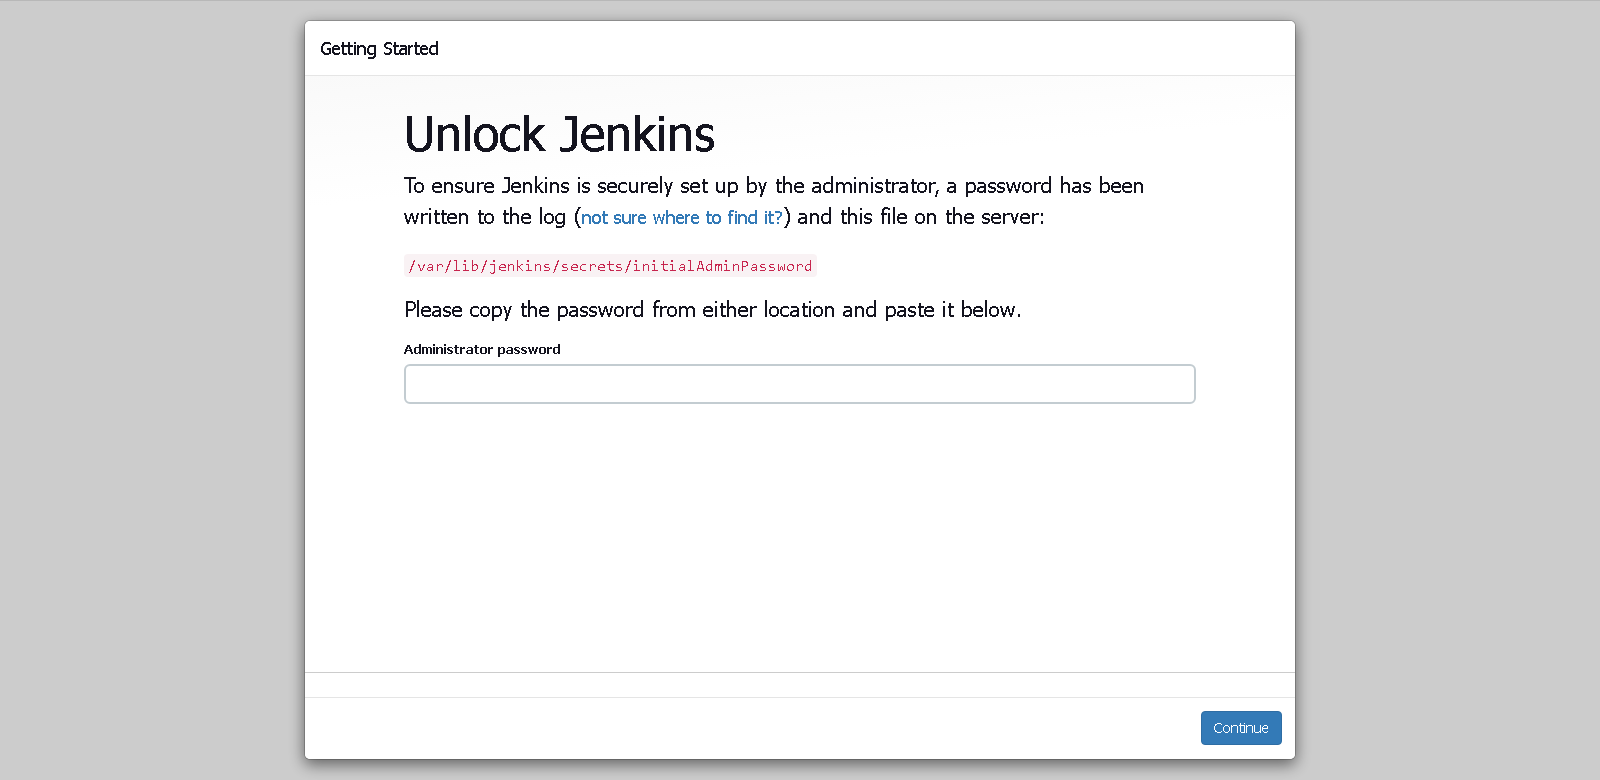 Getting Started
Unlock Jenkins
To ensure Jenkins is securely set up by the administrator, a password has been
written to the log (not sure where to find it?) and this file on the server:
/var/lib/jenkins/secrets/initialAdminPassword
Please copy the password from either location and paste it below.
Administrator password
Continue